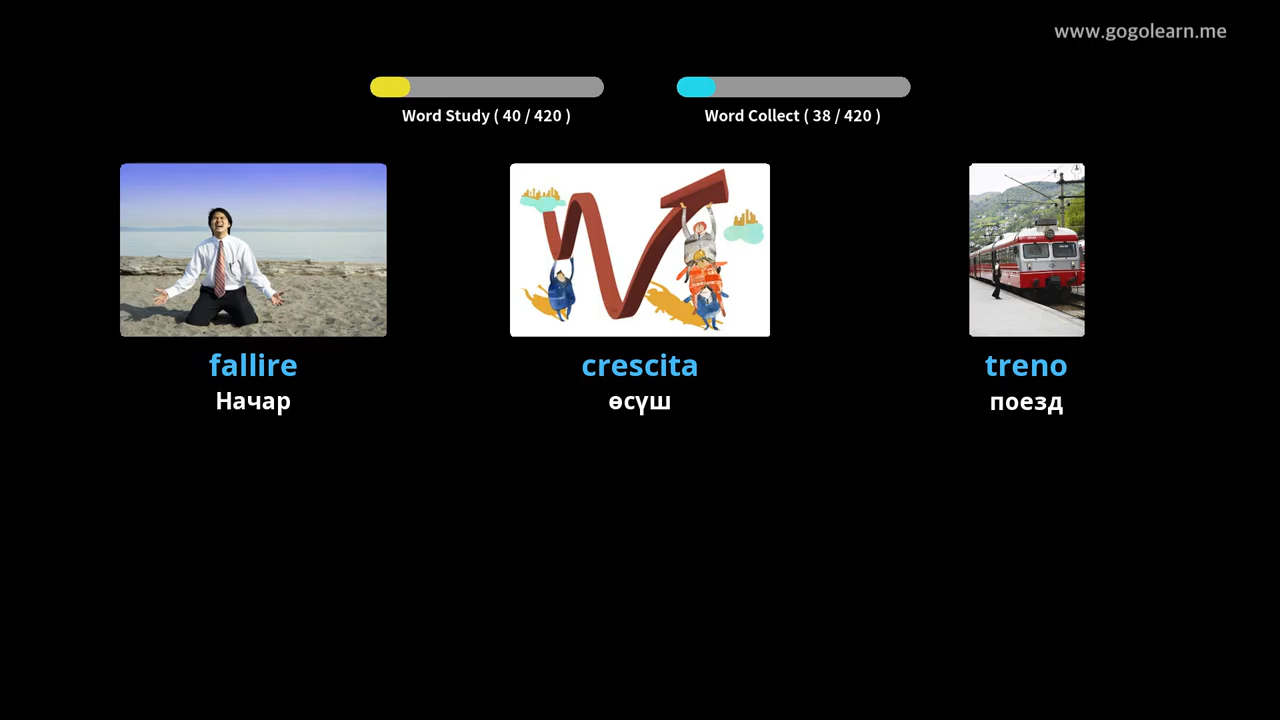 www.gogolearn.me
Word Study ( 40 / 420 )
Word Collect ( 38 / 420 )
fallire
Начар
crescita
өсүш
treno
поезд